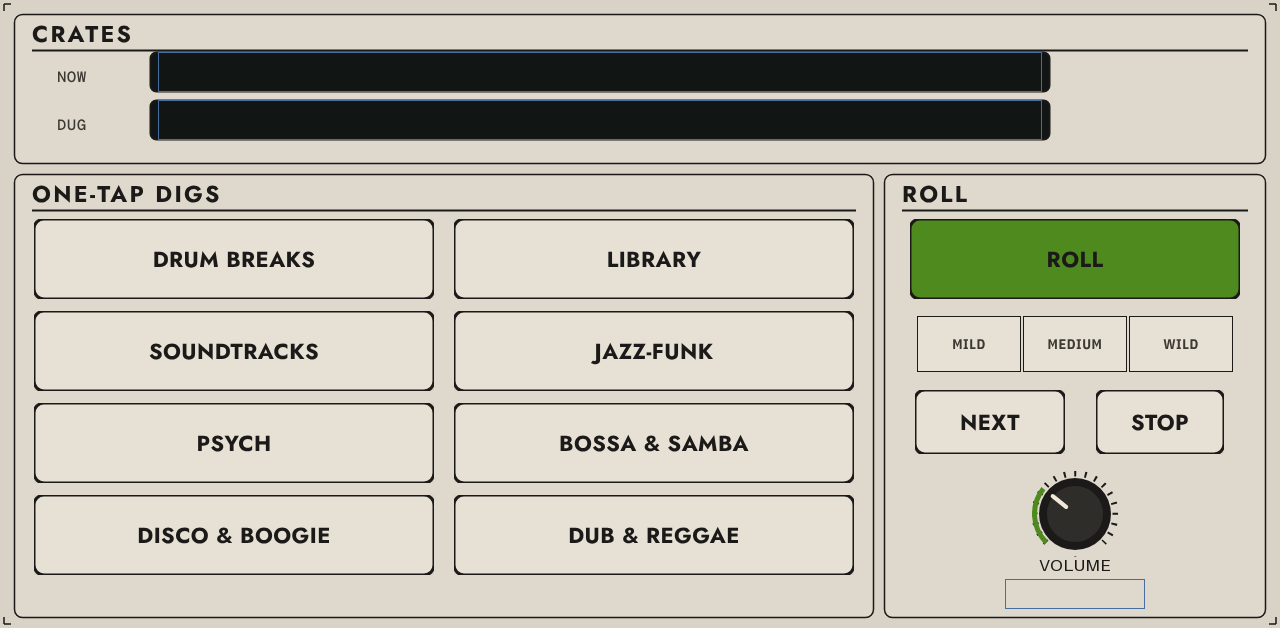 CRATES
NOW
DUG
ONE-TAP DIGS
DRUM BREAKS
LIBRARY
SOUNDTRACKS
JAZZ-FUNK
PSYCH
BOSSA & SAMBA
DISCO & BOOGIE
DUB & REGGAE
ROLL
ROLL
MILD
MEDIUM
WILD
NEXT
STOP
VOLUME